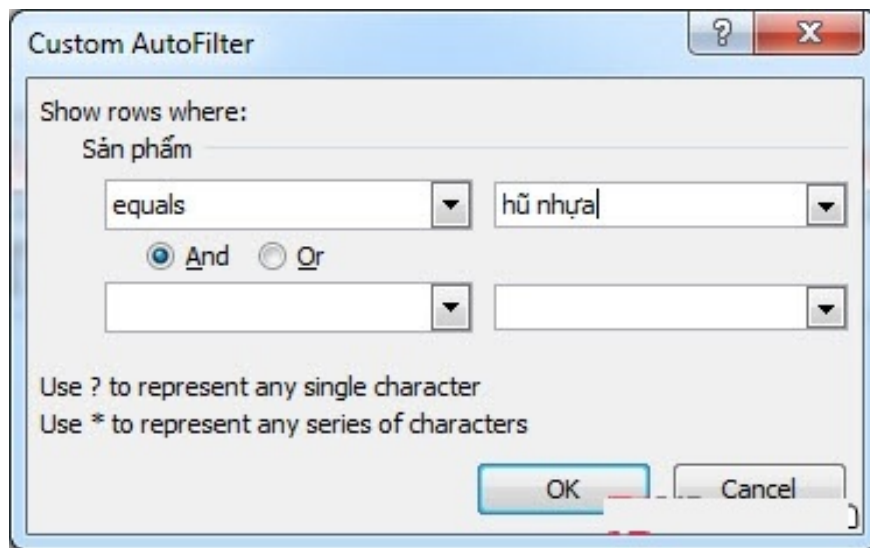 Custom AutoFilter
Show rows where:
Sản phẩm
equals hũ nhựa
And Or
Use ? to represent any single character
Use * to represent any series of characters
OK Cancel